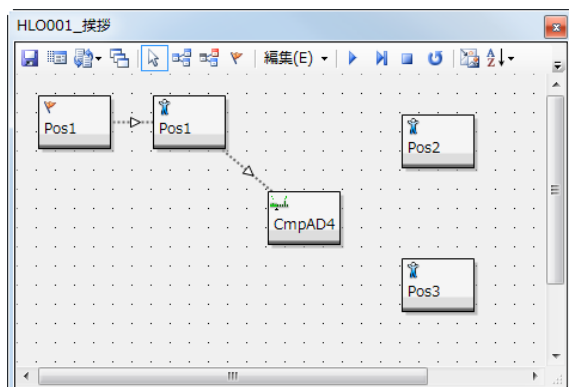 HLO001_挨拶
編集(E)
Pos1
Pos1
Pos2
CmpAD4
Pos3